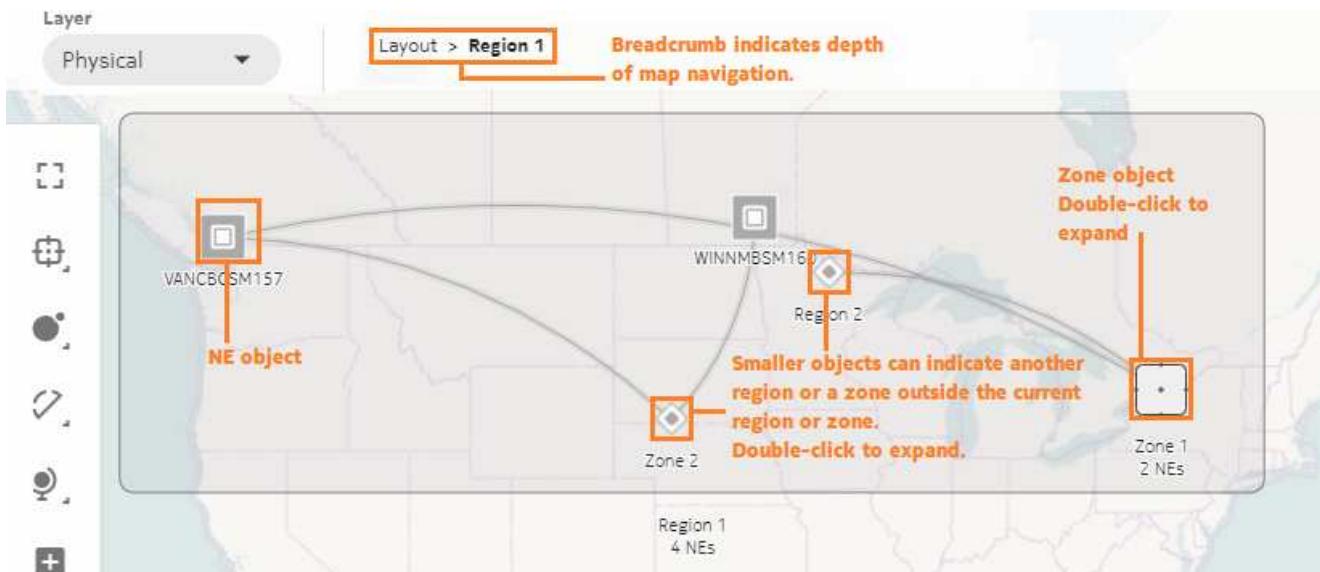 Layer
Physical
Layout > Region 1
Breadcrumb indicates depth
of map navigation.
Zone object
Double-click to
expand
VANCBCSM157
WINNMBSM160
Region 2
NE object
Smaller objects can indicate another
region or a zone outside the current
region or zone.
Double-click to expand.
Zone 2
Zone 1
2 NEs
Region 1
4 NEs